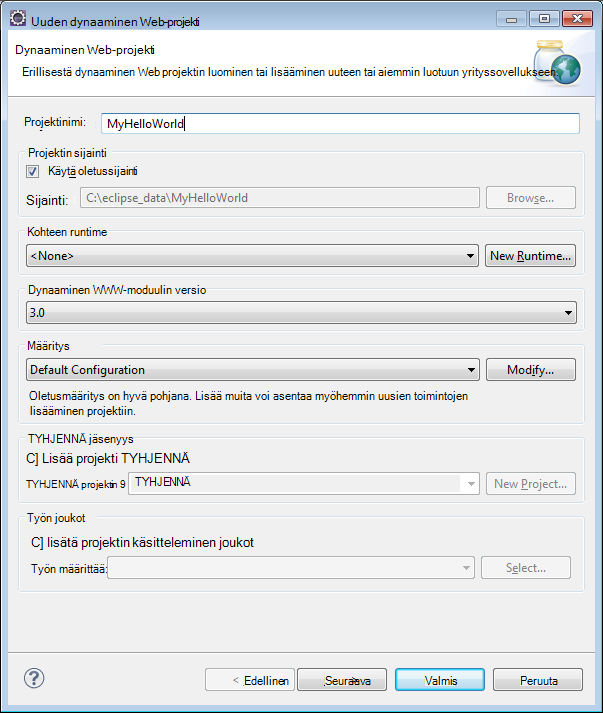 Uuden dynaaminen Web-projekti
Dynaaminen Web-projekti
Erillisestä dynaaminen Web projektin luominen tai lisääminen uuteen tai aiemmin luotuun yrityssovellukseen.
Projektinimi: MyHelloWorld
Projektin sijainti
Käytä oletussijainti
Sijainti: C:\eclipse_data\MyHelloWorld Browse...
Kohteen runtime
<None> New Runtime...
Dynaaminen WWW-moduulin versio
3.0
Määritys
Default Configuration Modify...
Oletusmääritys on hyvä pohjana. Lisää muita voi asentaa myöhemmin uusien toimintojen
lisääminen projektiin.
TYHJENNÄ jäsenyys
C] Lisää projekti TYHJENNÄ
TYHJENNÄ projektin 9 TYHJENNÄ New Project...
Työn joukot
C] lisätä projektin käsitteleminen joukot
Työn määrittää: Select...
? < Edellinen Seuraava > Valmis Peruuta